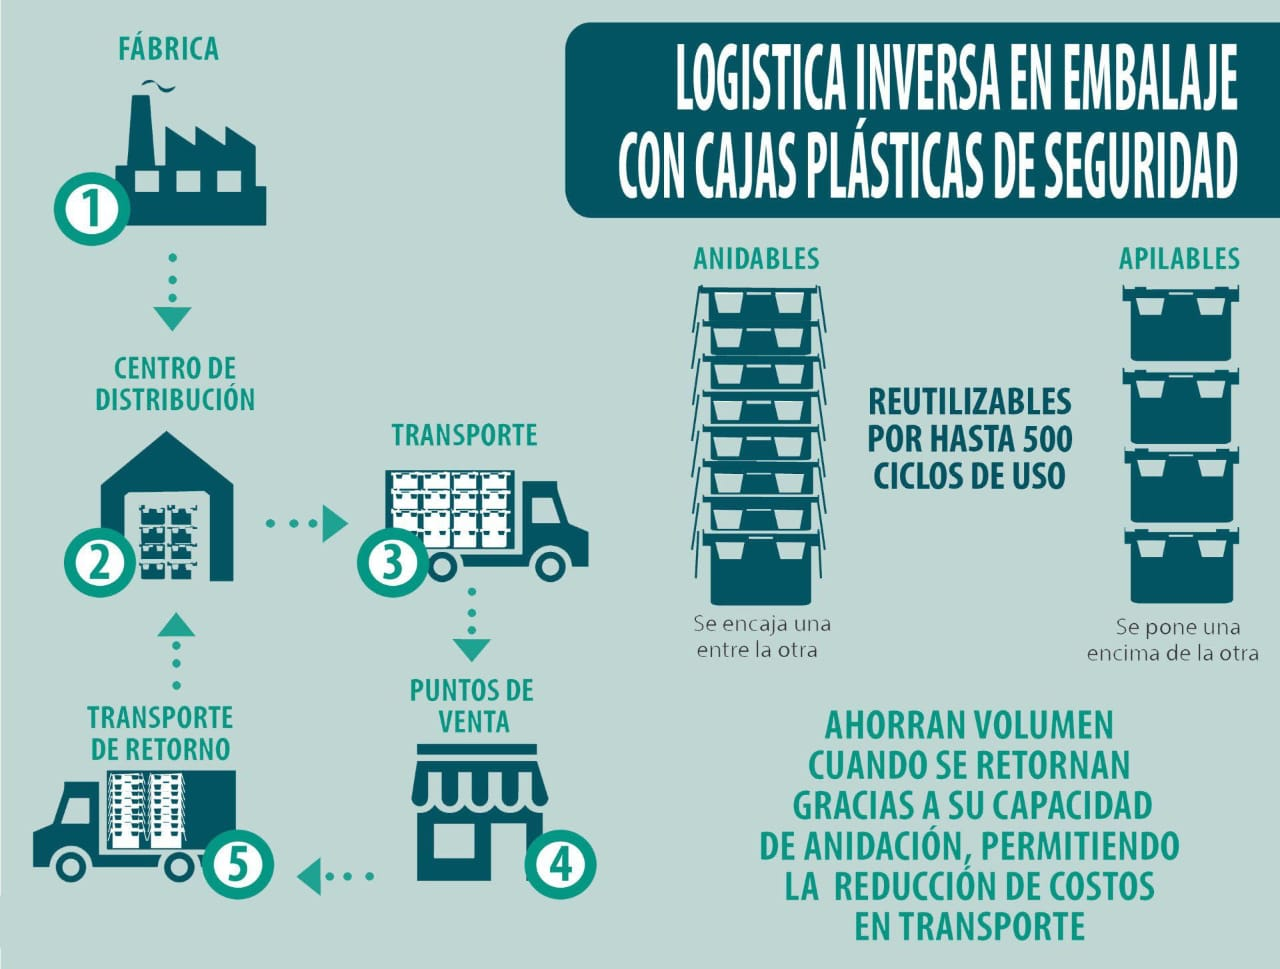 LOGISTICA INVERSA EN EMBALAJE
CON CAJAS PLÁSTICAS DE SEGURIDAD
FÁBRICA
1
CENTRO DE
DISTRIBUCIÓN
2
TRANSPORTE
3
PUNTOS DE
VENTA
4
TRANSPORTE
DE RETORNO
5
ANIDABLES
Se encaja una
entre la otra
REUTILIZABLES
POR HASTA 500
CICLOS DE USO
APILABLES
Se pone una
encima de la otra
AHORRAN VOLUMEN
CUANDO SE RETORNAN
GRACIAS A SU CAPACIDAD
DE ANIDACIÓN, PERMITIENDO
LA REDUCCIÓN DE COSTOS
EN TRANSPORTE